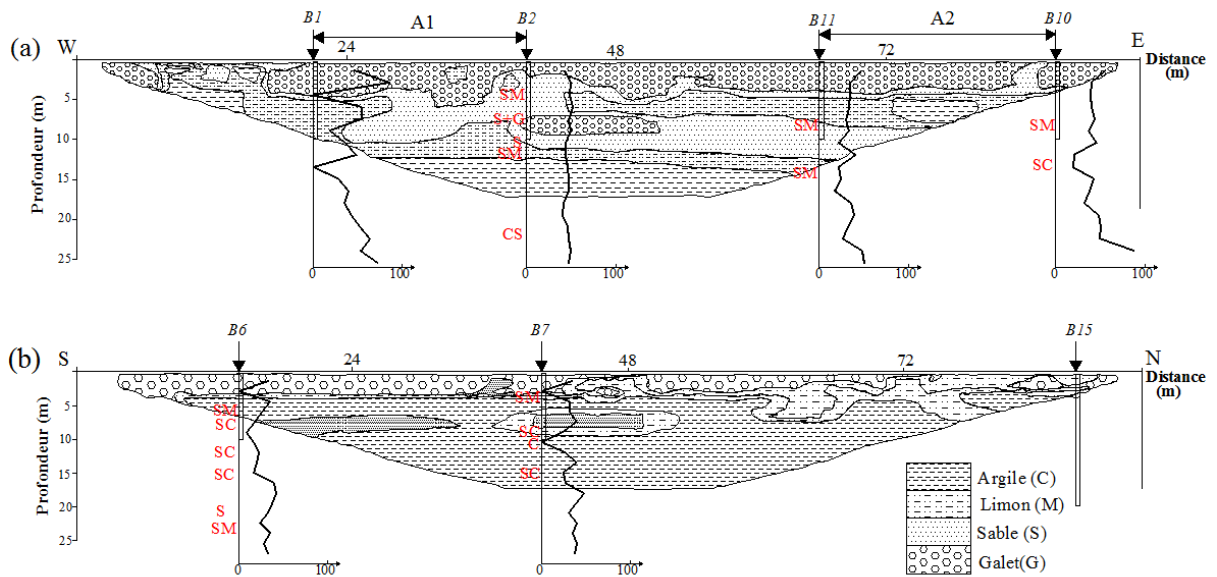 B1 B2 B11 B10
A1 A2
(a) W 24 48 72 E
Distance (m)
Profondeur (m)
5
10
15
20
25
SM
S=G
S
SM
CS
SM
SM
SM
SC
0 100 0 100 0 100 0 100
B6 B7 B15
(b) S 24 48 72 N
Distance (m)
Profondeur (m)
5
10
15
20
25
SM
SC
SC
SC
S
SM
SM
SC
C
SC
0 100 0 100
Argile (C)
Limon (M)
Sable (S)
Galet(G)